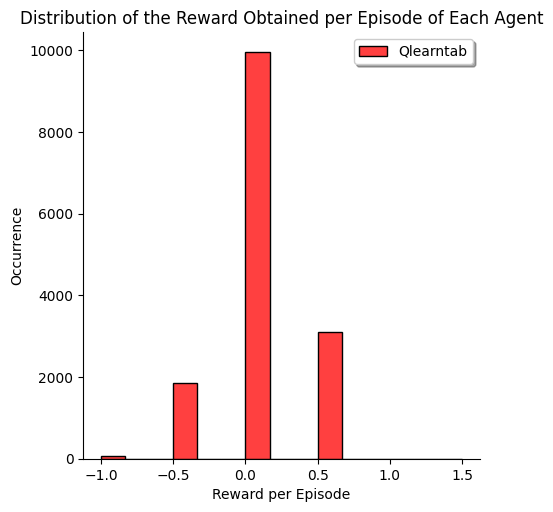 Distribution of the Reward Obtained per Episode of Each Agent
Qlearntab
10000
8000
6000
4000
2000
0
Occurrence
−1.0 −0.5 0.0 0.5 1.0 1.5
Reward per Episode